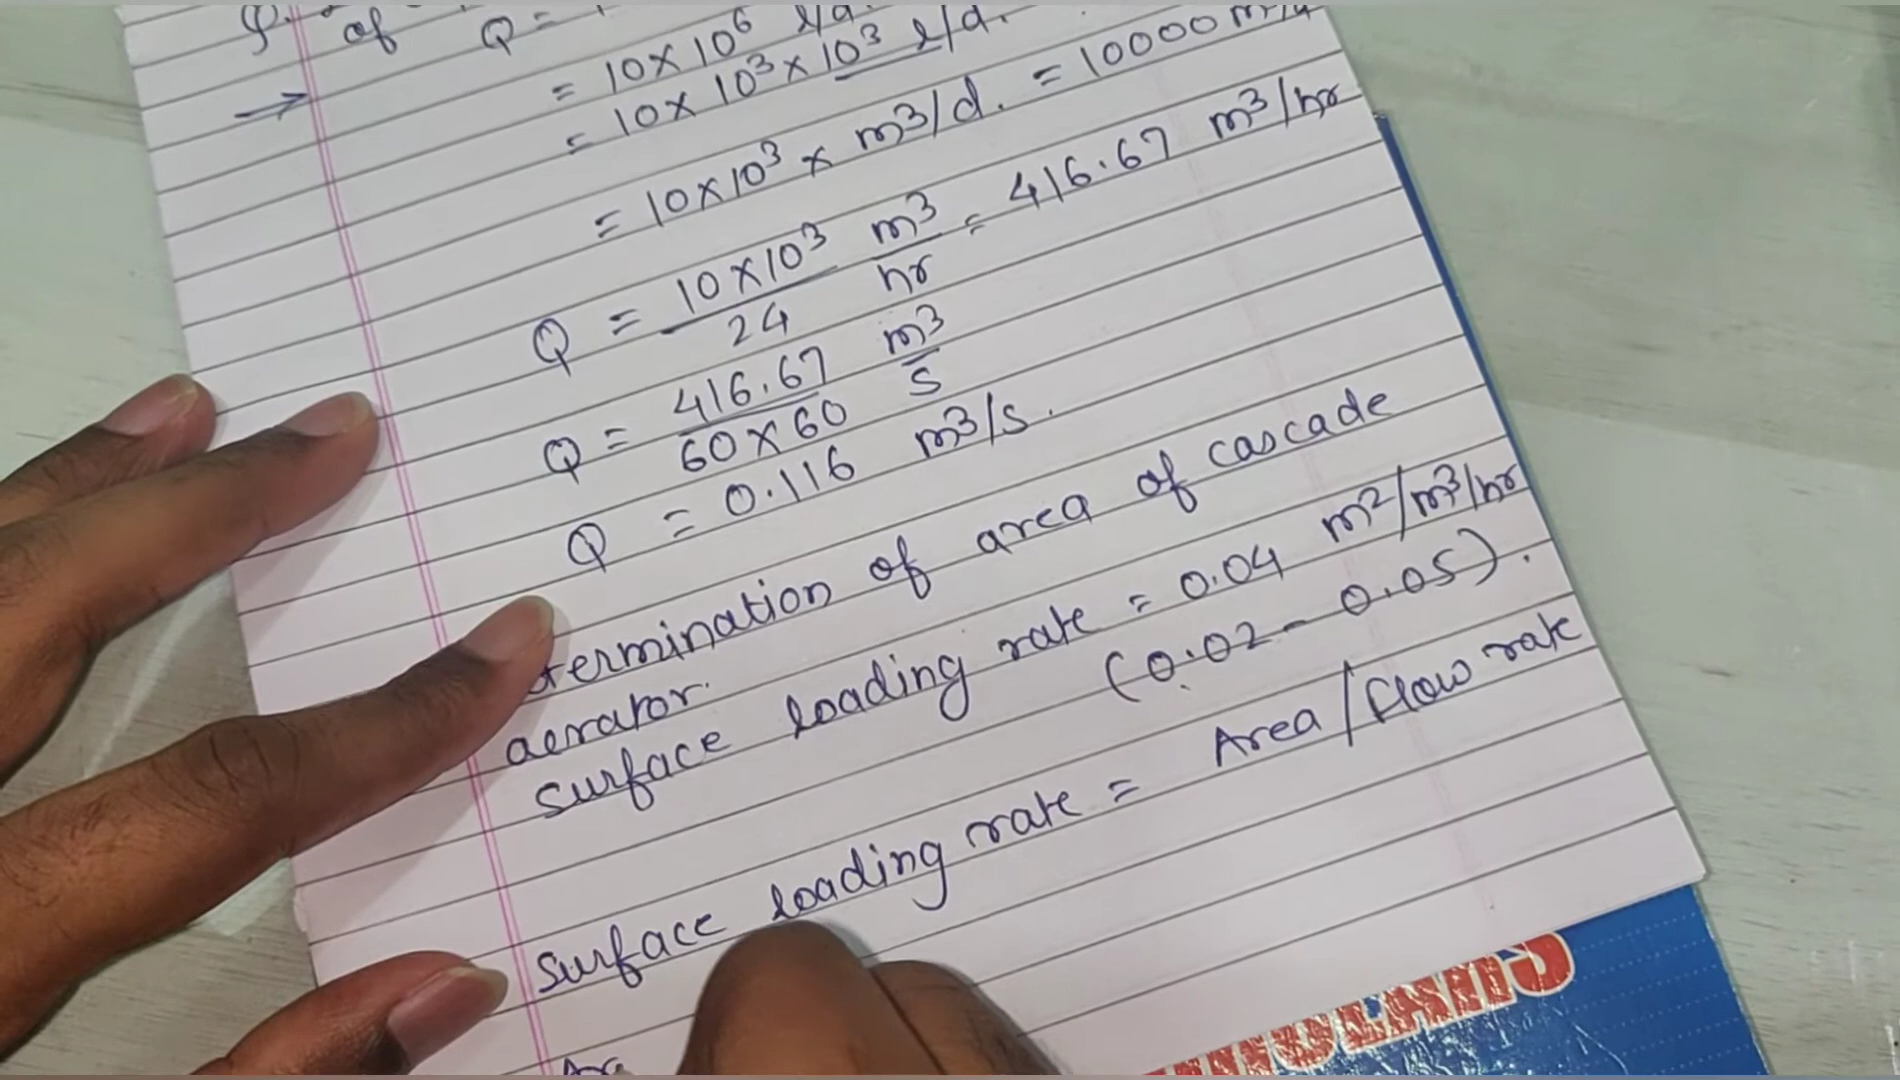 of Q =
= 10 × 10⁶ l/d.
= 10 × 10³ × 10³ l/d.
= 10 × 10³ × m³/d. = 10000 m³/d
Q = 10 × 10³ / 24 m³/hr = 416.67 m³/hr
Q = 416.67 / 60 × 60 m³/s
Q = 0.116 m³/s.
termination of area of cascade
aerator.
surface loading rate = 0.04 m²/m³/hr
(0.02 - 0.05).
surface loading rate = Area / flow rate